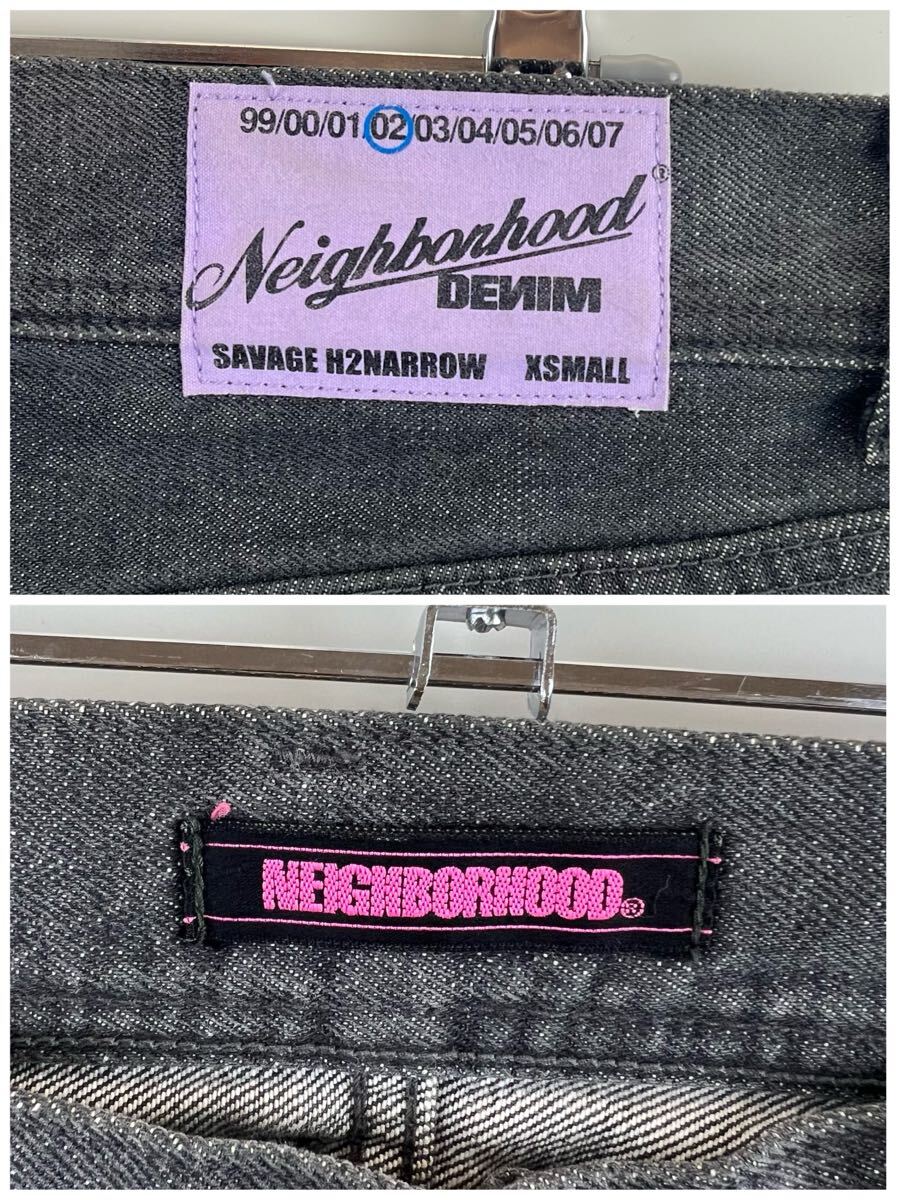 99/00/01/02/03/04/05/06/07
Neighborhood®
DENIM
SAVAGE H2NARROW XSMALL
NEIGHBORHOOD®